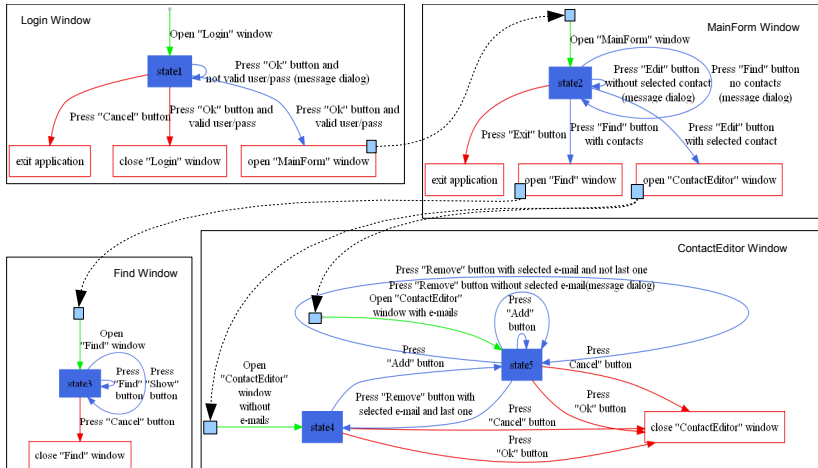 Login Window
Open "Login" window
state1
Press "Ok" button and
not valid user/pass (message dialog)
Press "Cancel" button
Press "Ok" button and
valid user/pass
Press "Ok" button and
valid user/pass
exit application
close "Login" window
open "MainForm" window
MainForm Window
Open "MainForm" window
state2
Press "Edit" button
without selected contact
(message dialog)
Press "Find" button
no contacts
(message dialog)
Press "Exit" button
Press "Find" button
with contacts
Press "Edit" button
with selected contact
exit application
open "Find" window
open "ContactEditor" window
Find Window
Open
"Find" window
state3
Press
"Find"
button
Press
"Show"
button
Press "Cancel" button
close "Find" window
ContactEditor Window
Press "Remove" button with selected e-mail and not last one
Press "Remove" button without selected e-mail(message dialog)
Open "ContactEditor"
window with e-mails
Press
"Add"
button
Press
"Add" button
state5
Press
Cancel" button
Open
"ContactEditor"
window
without
e-mails
Press "Remove" button with
selected e-mail and last one
Press
"Ok" button
Press
"Cancel" button
state4
close "ContactEditor" window
Press
"Ok" button